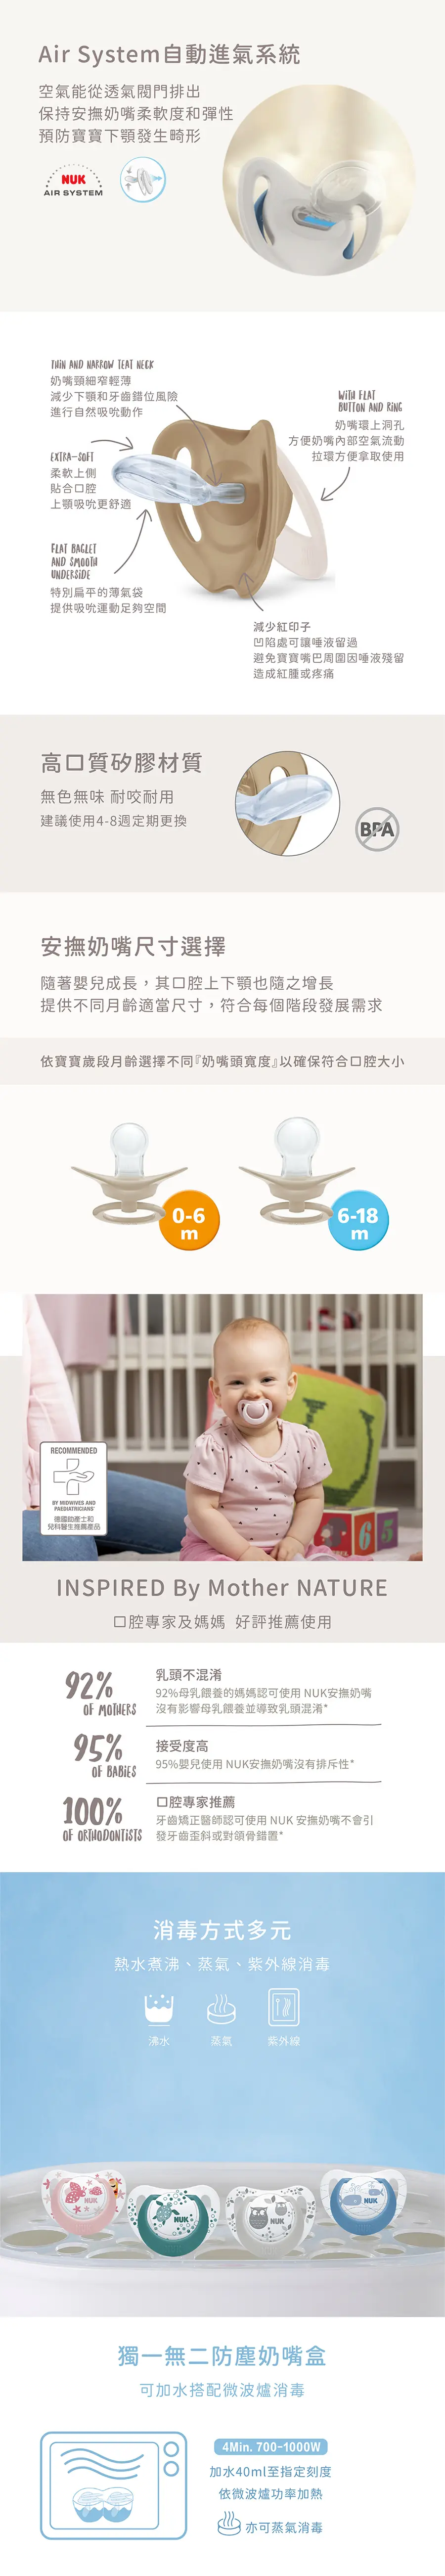 Air System自動進氣系統
空氣能從透氣閥門排出
保持安撫奶嘴柔軟度和彈性
預防寶寶下顎發生畸形
NUK
AIR SYSTEM
THIN AND NARROW TEAT NECK
奶嘴頸細窄輕薄
減少下顎和牙齒錯位風險
進行自然吸吮動作
WITH FLAT
BUTTON AND RING
奶嘴環上洞孔
方便奶嘴內部空氣流動
拉環方便拿取使用
EXTRA-SOFT
柔軟上側
貼合口腔
上顎吸吮更舒適
FLAT BAGLET
AND SMOOTH
UNDERSIDE
特別扁平的薄氣袋
提供吸吮運動足夠空間
減少紅印子
凹陷處可讓唾液留過
避免寶寶嘴巴周圍因唾液殘留
造成紅腫或疼痛
高口質矽膠材質
無色無味 耐咬耐用
建議使用4-8週定期更換
BPA
安撫奶嘴尺寸選擇
隨著嬰兒成長，其口腔上下顎也隨之增長
提供不同月齡適當尺寸，符合每個階段發展需求
依寶寶歲段月齡選擇不同『奶嘴頭寬度』以確保符合口腔大小
0-6
m
6-18
m
RECOMMENDED
BY MIDWIVES AND
PAEDIATRICIANS*
德國助產士和
兒科醫生推薦產品
6
5
INSPIRED By Mother NATURE
口腔專家及媽媽 好評推薦使用
92%
OF MOTHERS
乳頭不混淆
92%母乳餵養的媽媽認可使用 NUK安撫奶嘴
沒有影響母乳餵養並導致乳頭混淆*
95%
OF BABIES
接受度高
95%嬰兒使用 NUK安撫奶嘴沒有排斥性*
100%
OF ORTHODONTISTS
口腔專家推薦
牙齒矯正醫師認可使用 NUK 安撫奶嘴不會引
發牙齒歪斜或對頜骨錯置*
消毒方式多元
熱水煮沸、蒸氣、紫外線消毒
沸水
蒸氣
紫外線
NUK
NUK
NUK
NUK
獨一無二防塵奶嘴盒
可加水搭配微波爐消毒
4Min. 700-1000W
加水40ml至指定刻度
依微波爐功率加熱
亦可蒸氣消毒